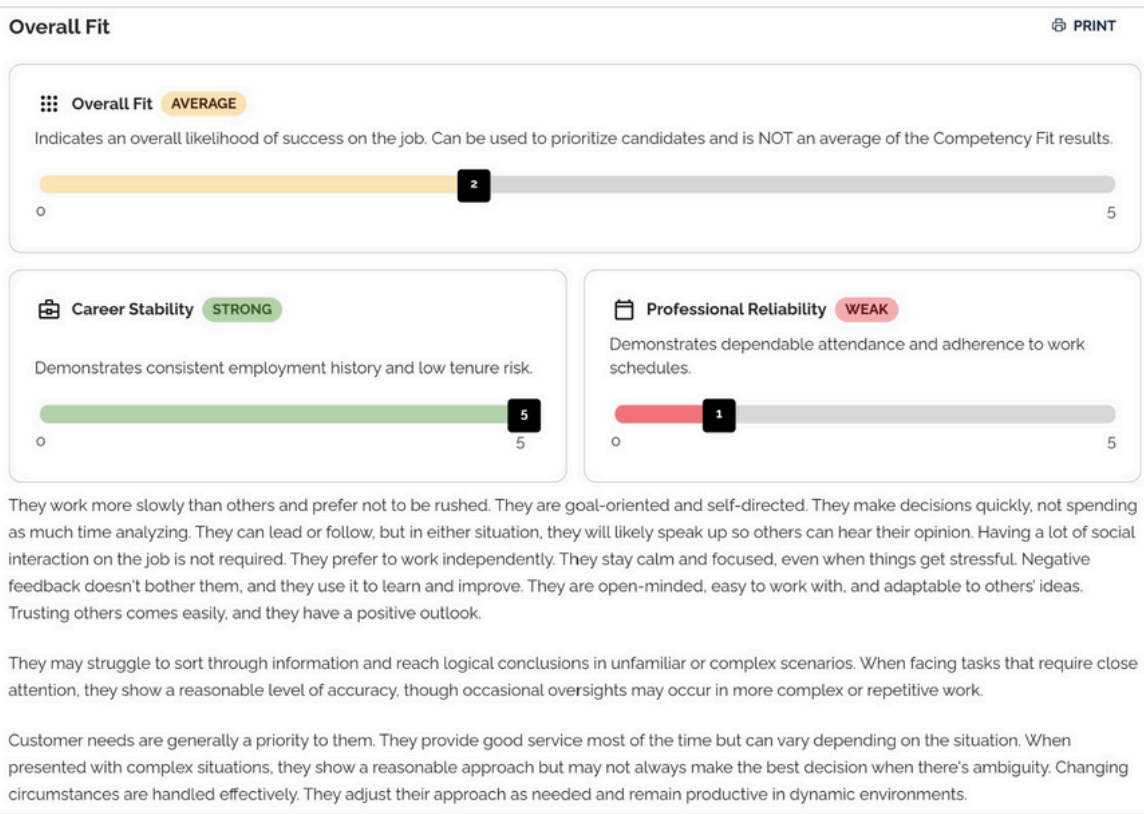 Overall Fit
PRINT
Overall Fit AVERAGE
Indicates an overall likelihood of success on the job. Can be used to prioritize candidates and is NOT an average of the Competency Fit results.
2
0 5
Career Stability STRONG
Demonstrates consistent employment history and low tenure risk.
5
0 5
Professional Reliability WEAK
Demonstrates dependable attendance and adherence to work
schedules.
1
0 5
They work more slowly than others and prefer not to be rushed. They are goal-oriented and self-directed. They make decisions quickly, not spending
as much time analyzing. They can lead or follow, but in either situation, they will likely speak up so others can hear their opinion. Having a lot of social
interaction on the job is not required. They prefer to work independently. They stay calm and focused, even when things get stressful. Negative
feedback doesn't bother them, and they use it to learn and improve. They are open-minded, easy to work with, and adaptable to others' ideas.
Trusting others comes easily, and they have a positive outlook.
They may struggle to sort through information and reach logical conclusions in unfamiliar or complex scenarios. When facing tasks that require close
attention, they show a reasonable level of accuracy, though occasional oversights may occur in more complex or repetitive work.
Customer needs are generally a priority to them. They provide good service most of the time but can vary depending on the situation. When
presented with complex situations, they show a reasonable approach but may not always make the best decision when there's ambiguity. Changing
circumstances are handled effectively. They adjust their approach as needed and remain productive in dynamic environments.